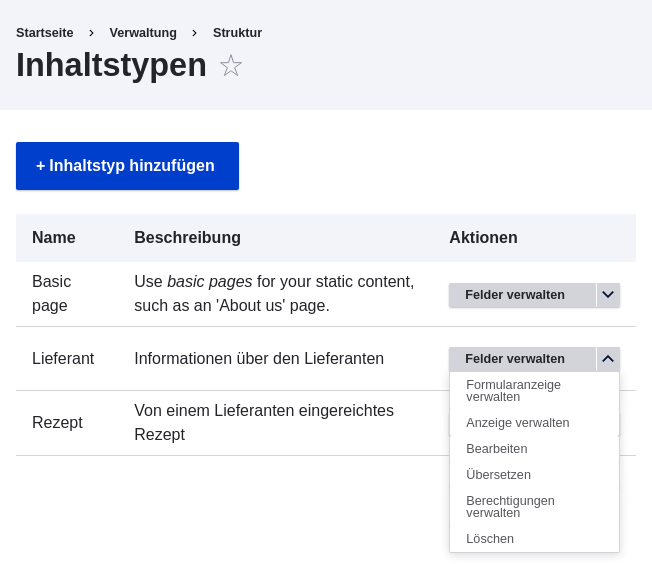 Startseite > Verwaltung > Struktur
Inhaltstypen ☆
+ Inhaltstyp hinzufügen
Name Beschreibung Aktionen
Basic page
Use basic pages for your static content,
such as an 'About us' page.
Felder verwalten
Lieferant Informationen über den Lieferanten Felder verwalten
Formularanzeige
verwalten
Anzeige verwalten
Bearbeiten
Übersetzen
Berechtigungen
verwalten
Löschen
Rezept
Von einem Lieferanten eingereichtes
Rezept